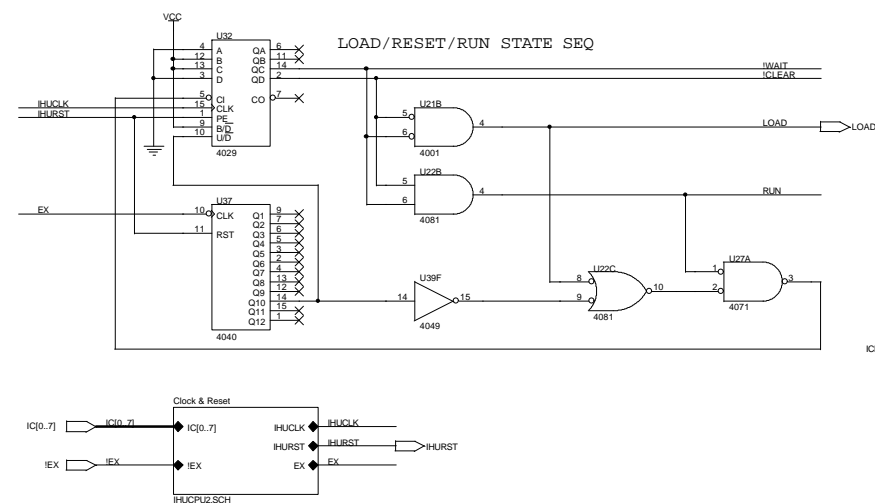 VCC
U32
LOAD/RESET/RUN STATE SEQ
4 A QA 6
12 B QB 11
13 C QC 14 !WAIT
3 D QD 2 !CLEAR
5 CI CO 7
IHUCLK 15 CLK
IHURST 1 PE
9 B/D
10 U/D
4029
U21B
5 4 LOAD LOAD
6
4001
U22B
5 4 RUN
6
4081
U37
EX 10 CLK Q1 9
11 RST Q2 7
Q3 6
Q4 5
Q5 3
Q6 2
Q7 4
Q8 13
Q9 12
Q10 14
Q11 15
Q12 1
4040
U39F
14 15
4049
U22C
8 10
9
4081
U27A
1 3
2
4071
Clock & Reset
IC[0..7] IC[0..7] IC[0..7] IHUCLK IHUCLK
IHURST IHURST IHURST
!EX !EX !EX EX EX
IHUCPU2.SCH